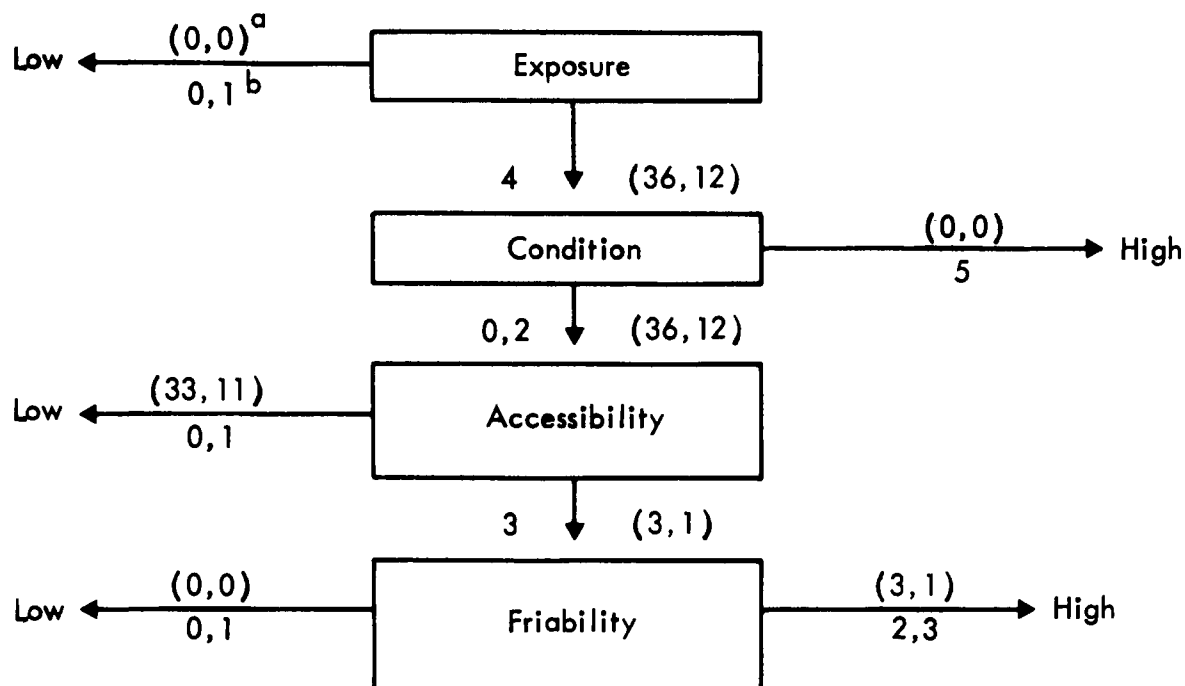 (0,0)a
Low Exposure
0,1b
4 (36,12)
(0,0)
Condition High
5
0,2 (36,12)
(33,11)
Low Accessibility
0,1
3 (3,1)
(0,0) (3,1)
Low Friability High
0,1 2,3